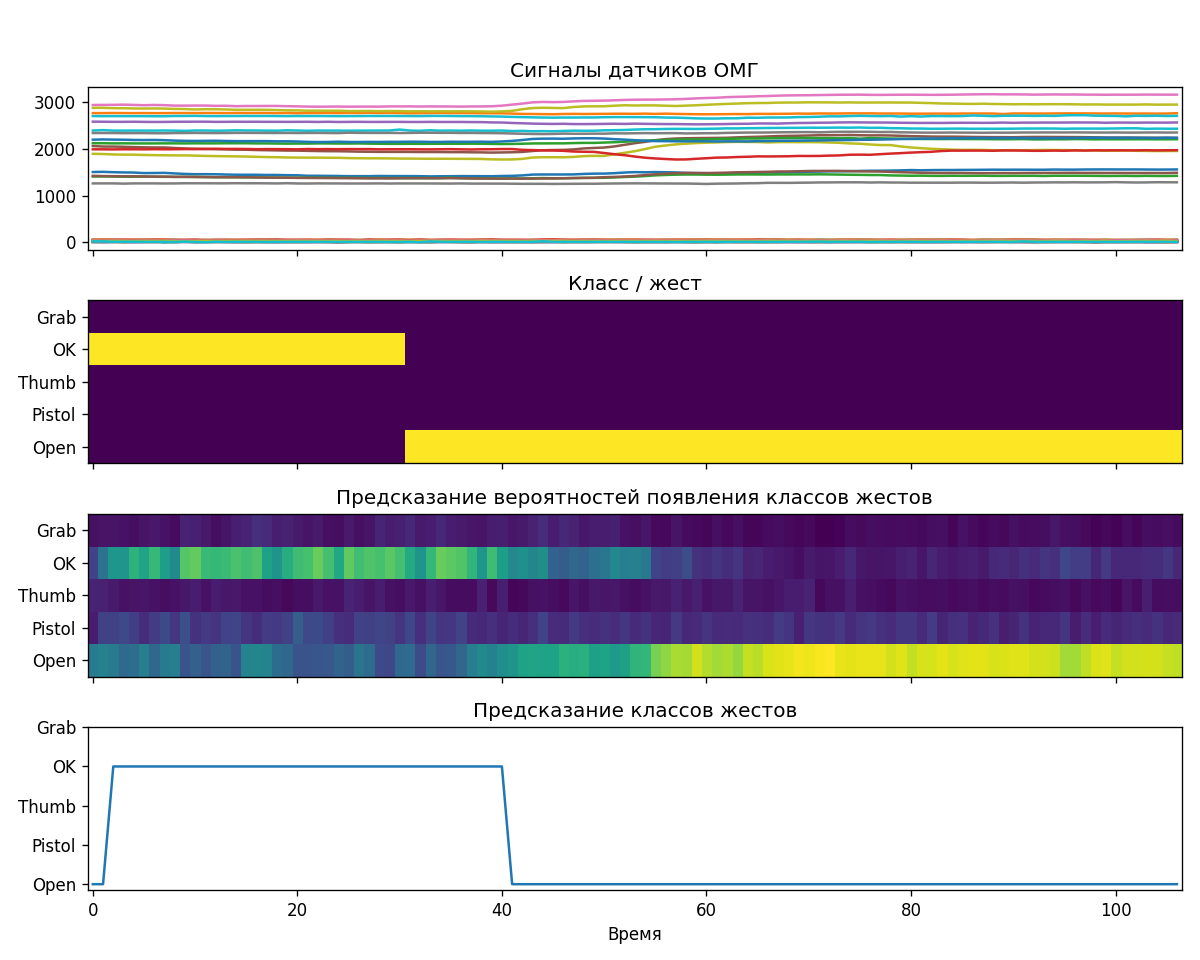 Сигналы датчиков ОМГ
3000
2000
1000
0
Класс / жест
Grab
OK
Thumb
Pistol
Open
Предсказание вероятностей появления классов жестов
Grab
OK
Thumb
Pistol
Open
Предсказание классов жестов
Grab
OK
Thumb
Pistol
Open
0 20 40 60 80 100
Время